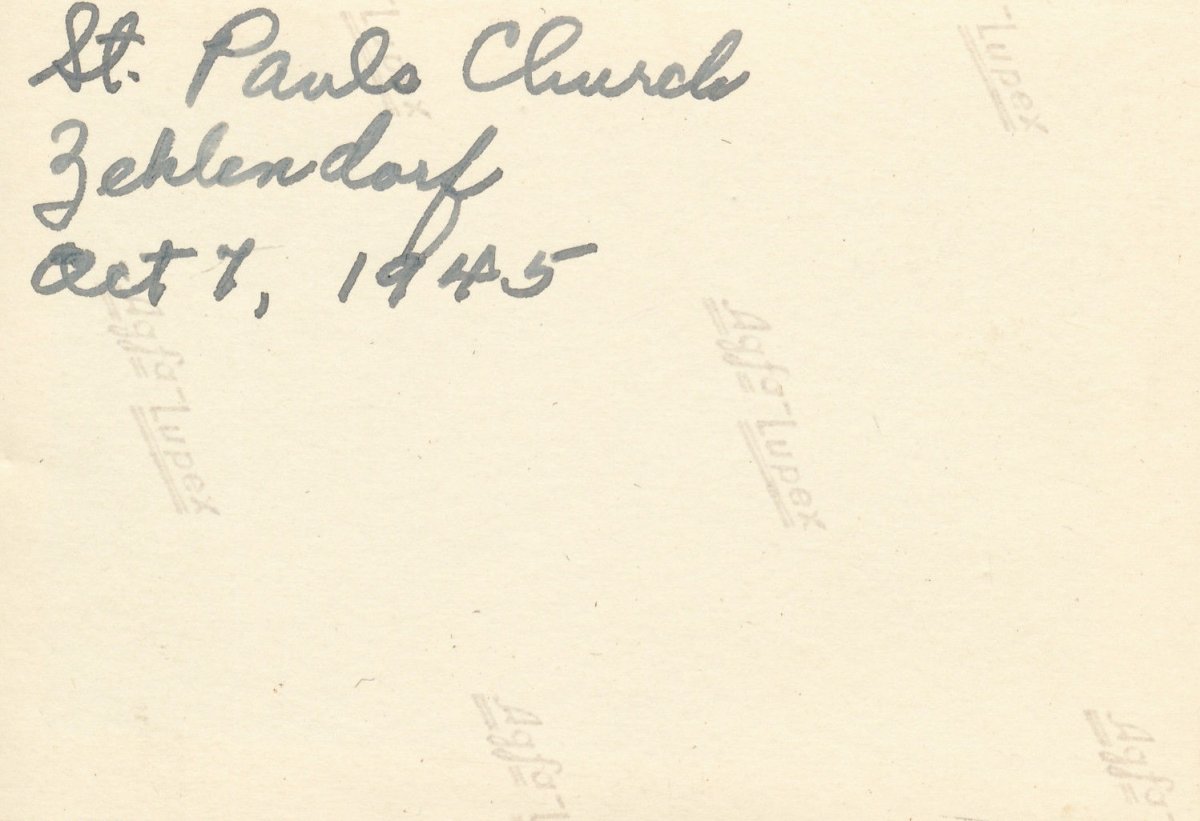 St. Pauls Church
Zehlendorf
Oct 7, 1945
-Lupex
Lupex
Agfa-Lupex
Agfa-Lupex
Agfa-L
Agfa-